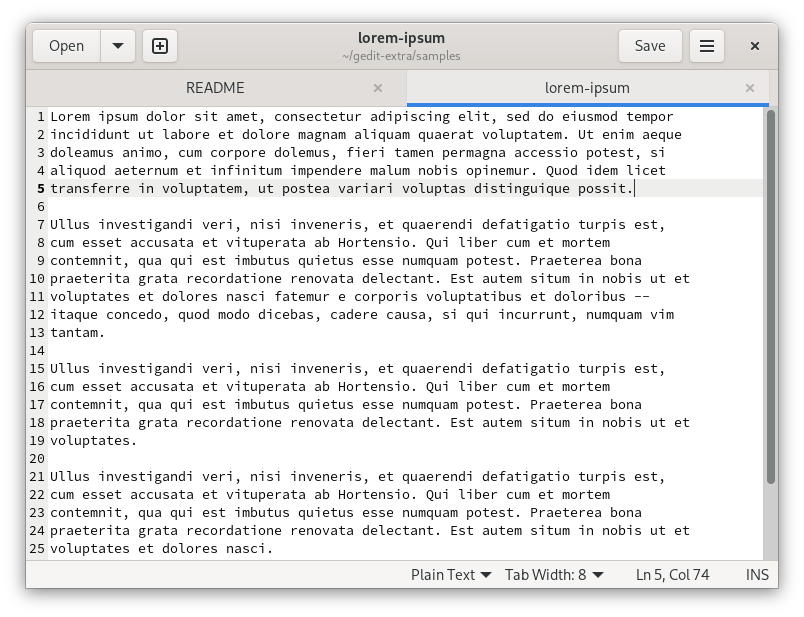 Open
lorem-ipsum
~/gedit-extra/samples
Save
README
lorem-ipsum
1 Lorem ipsum dolor sit amet, consectetur adipiscing elit, sed do eiusmod tempor
2 incididunt ut labore et dolore magnam aliquam quaerat voluptatem. Ut enim aeque
3 doleamus animo, cum corpore dolemus, fieri tamen permagna accessio potest, si
4 aliquod aeternum et infinitum impendere malum nobis opinemur. Quod idem licet
5 transferre in voluptatem, ut postea variari voluptas distinguique possit.
6
7 Ullus investigandi veri, nisi inveneris, et quaerendi defatigatio turpis est,
8 cum esset accusata et vituperata ab Hortensio. Qui liber cum et mortem
9 contemnit, qua qui est imbutus quietus esse numquam potest. Praeterea bona
10 praeterita grata recordatione renovata delectant. Est autem situm in nobis ut et
11 voluptates et dolores nasci fatemur e corporis voluptatibus et doloribus --
12 itaque concedo, quod modo dicebas, cadere causa, si qui incurrunt, numquam vim
13 tantam.
14
15 Ullus investigandi veri, nisi inveneris, et quaerendi defatigatio turpis est,
16 cum esset accusata et vituperata ab Hortensio. Qui liber cum et mortem
17 contemnit, qua qui est imbutus quietus esse numquam potest. Praeterea bona
18 praeterita grata recordatione renovata delectant. Est autem situm in nobis ut et
19 voluptates.
20
21 Ullus investigandi veri, nisi inveneris, et quaerendi defatigatio turpis est,
22 cum esset accusata et vituperata ab Hortensio. Qui liber cum et mortem
23 contemnit, qua qui est imbutus quietus esse numquam potest. Praeterea bona
24 praeterita grata recordatione renovata delectant. Est autem situm in nobis ut et
25 voluptates et dolores nasci.
Plain Text Tab Width: 8 Ln 5, Col 74 INS